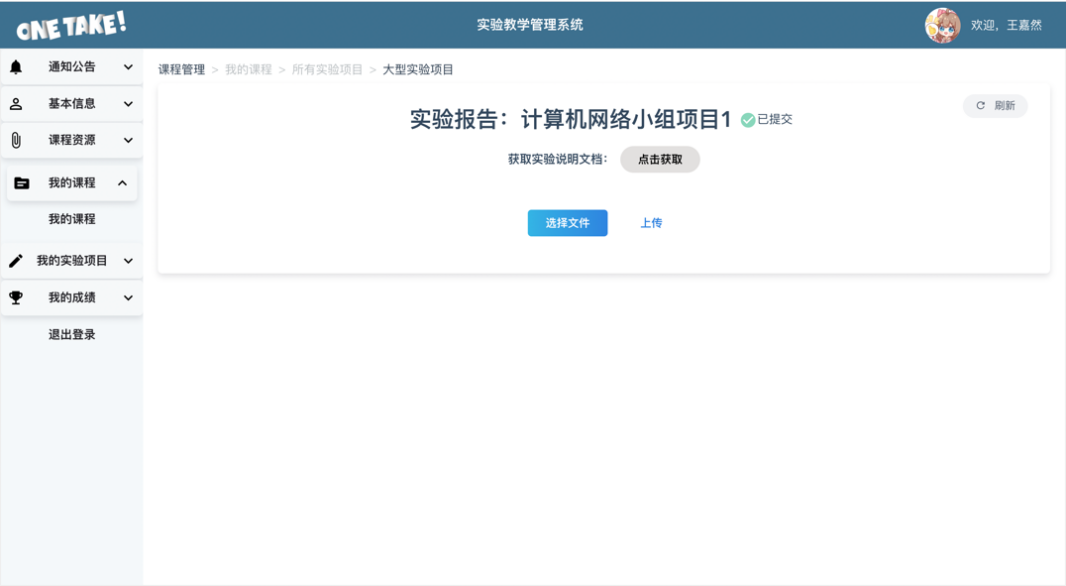 ONE TAKE!
实验教学管理系统
欢迎，王嘉然
通知公告
基本信息
课程资源
我的课程
我的课程
我的实验项目
我的成绩
退出登录
课程管理 > 我的课程 > 所有实验项目 > 大型实验项目
刷新
实验报告：计算机网络小组项目1 已提交
获取实验说明文档： 点击获取
选择文件 上传